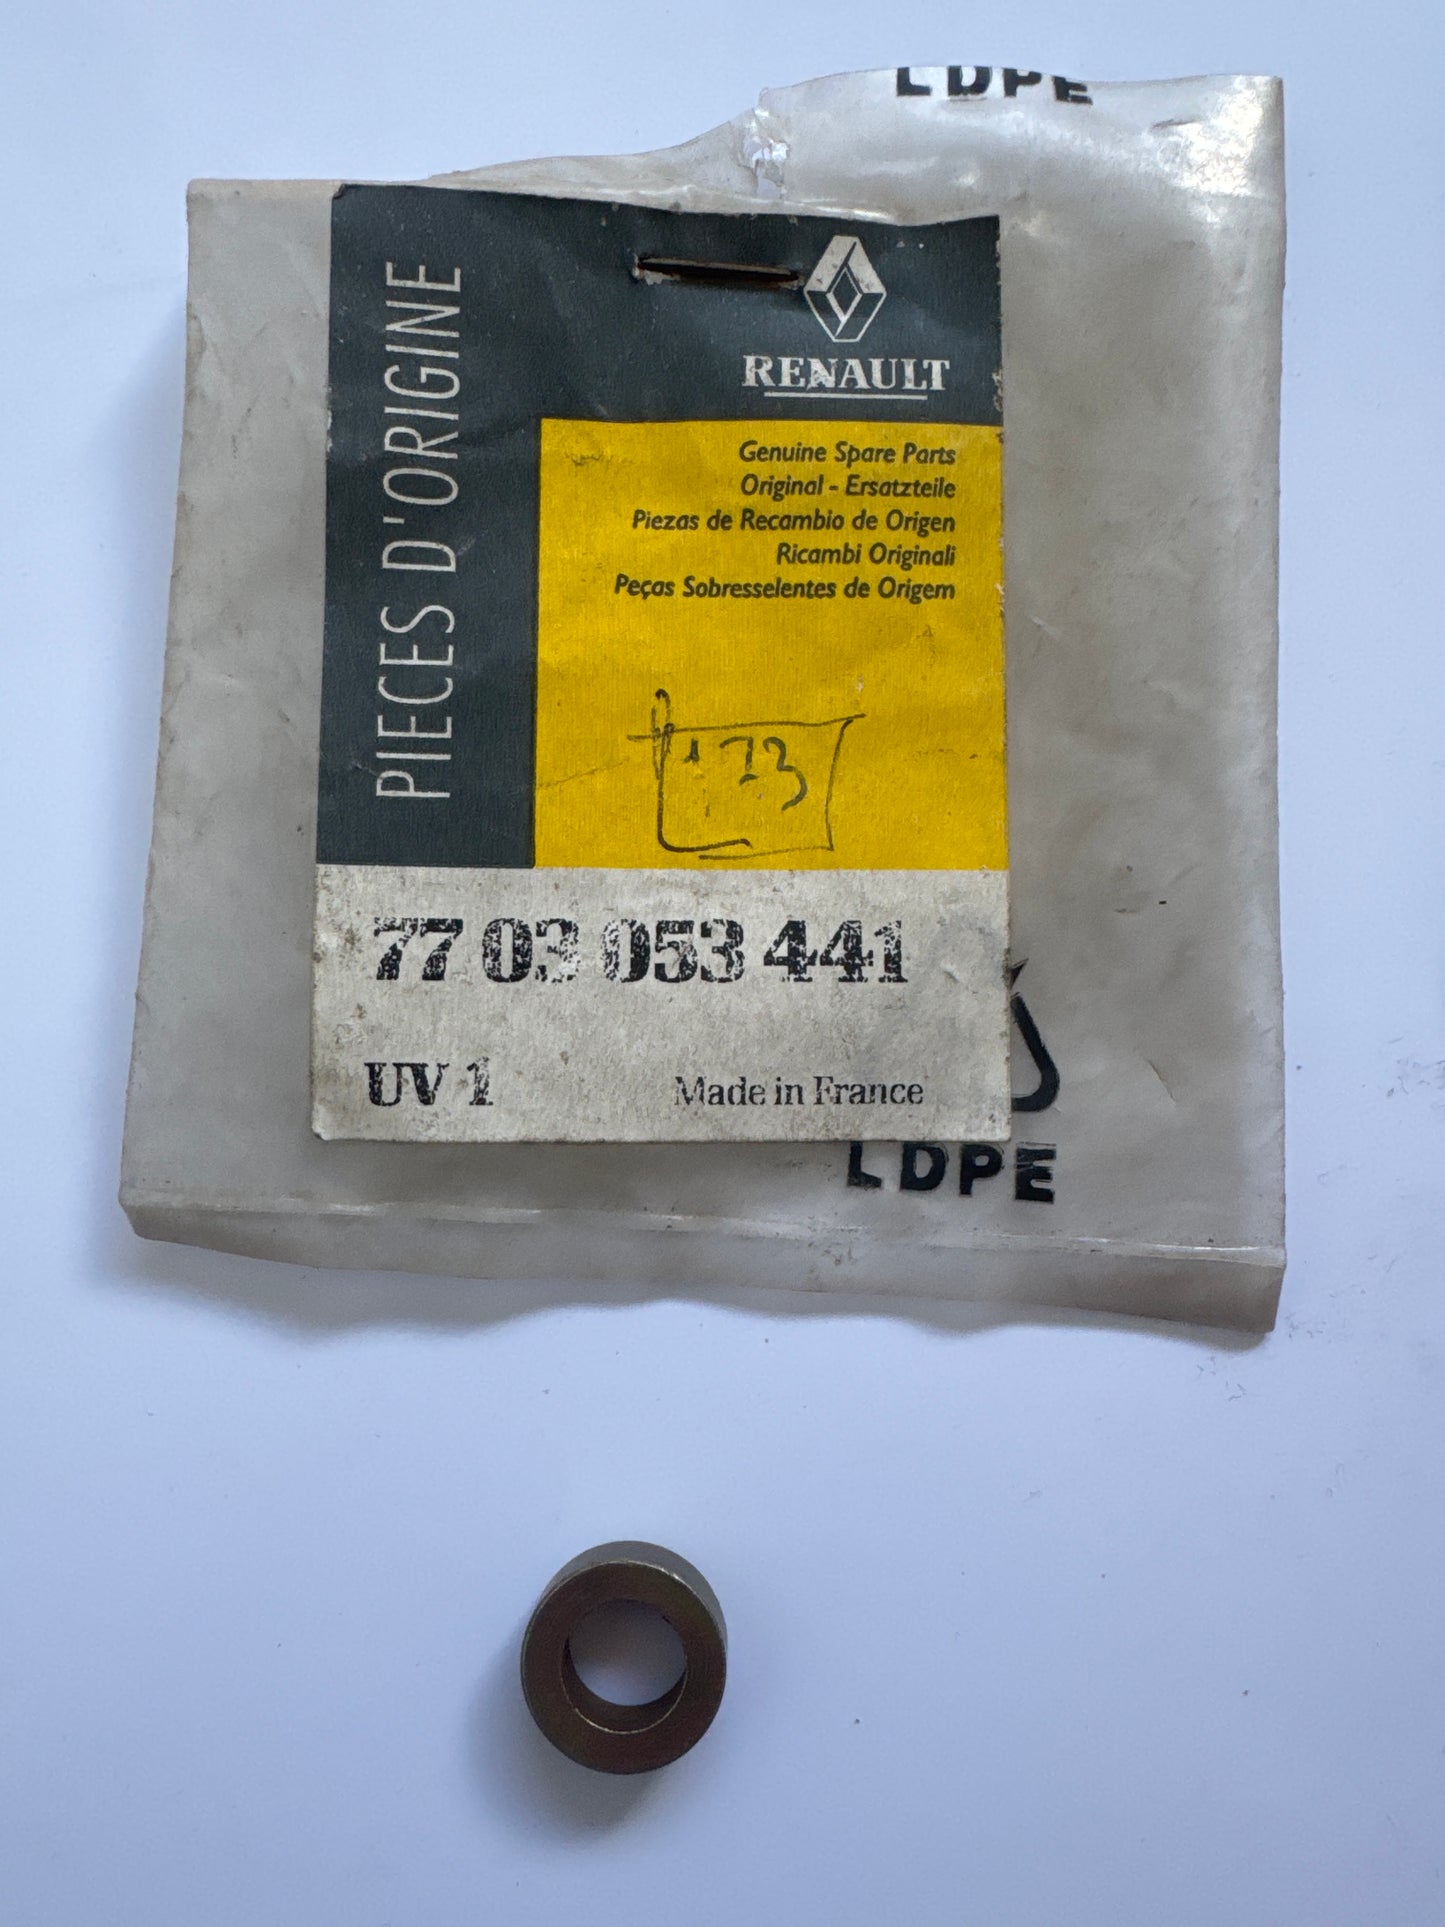 LDPE
PIECES D'ORIGINE
RENAULT
Genuine Spare Parts
Original - Ersatzteile
Piezas de Recambio de Origen
Ricambi Originali
Peças Sobresselentes de Origem
73
77 03 053 441
UV 1
Made in France
LDPE